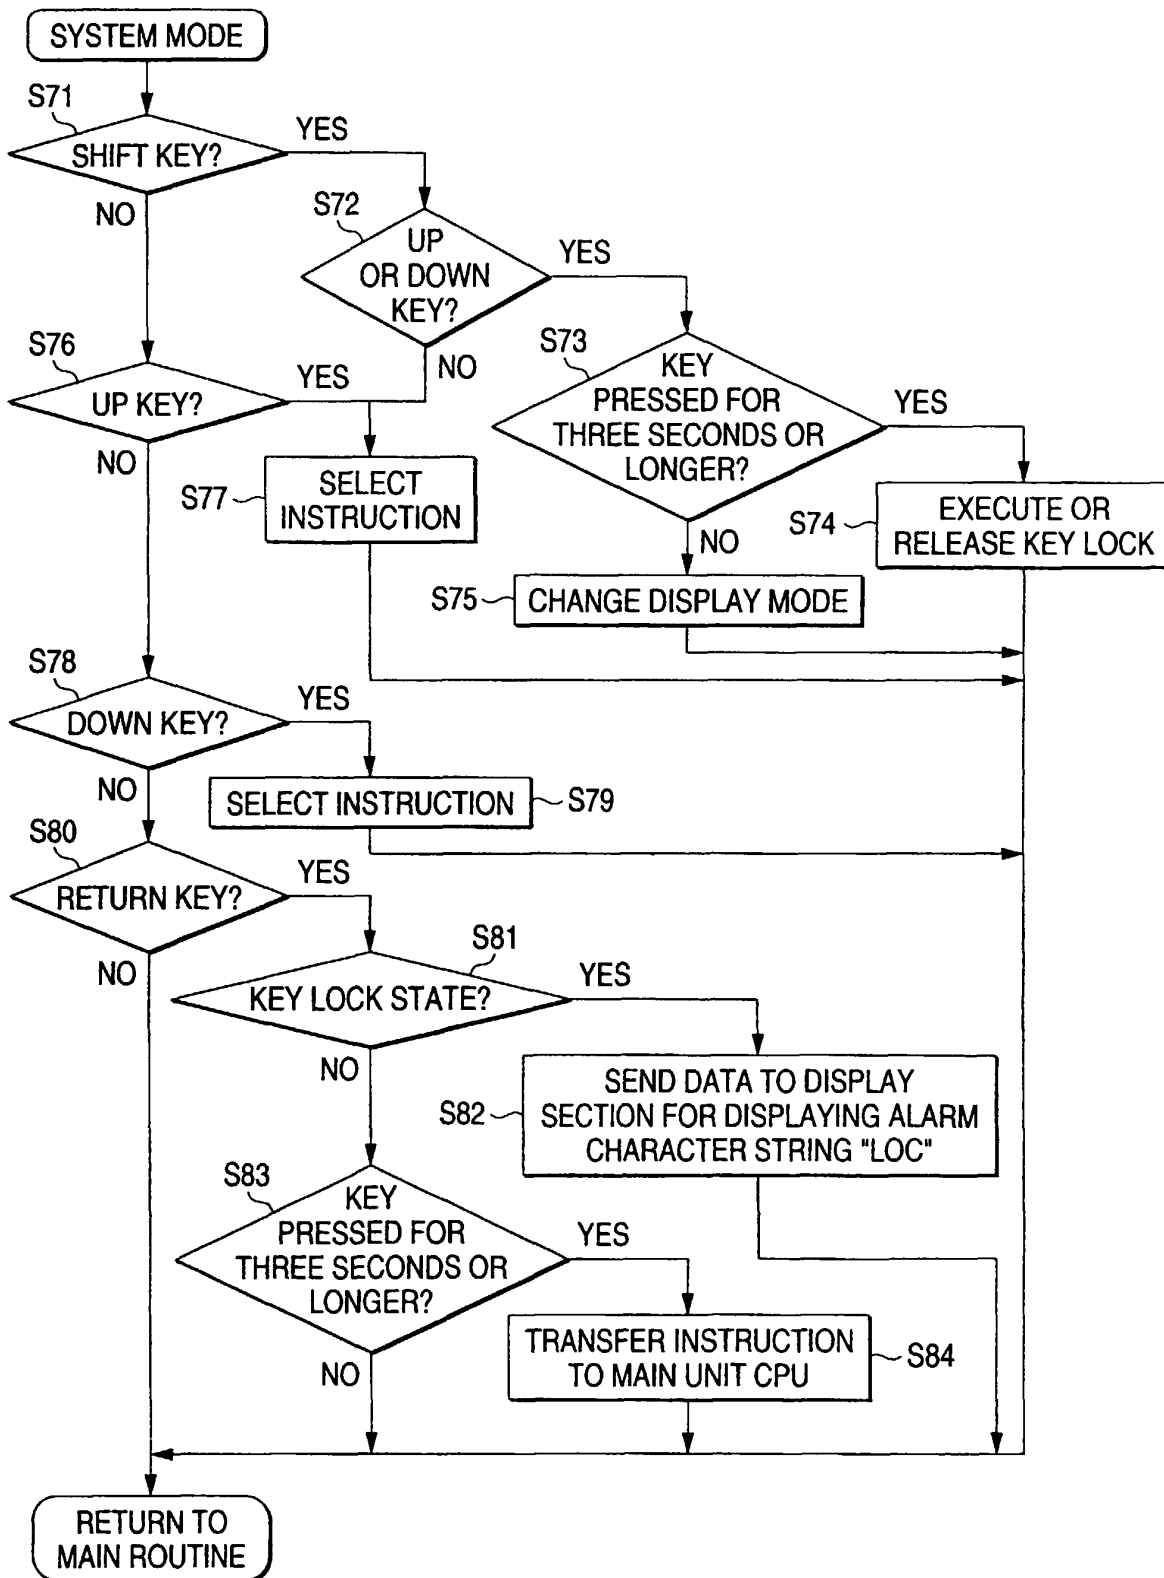 SYSTEM MODE
S71
SHIFT KEY?
YES
NO
S72
UP
OR DOWN
KEY?
YES
NO
S73
KEY
PRESSED FOR
THREE SECONDS OR
LONGER?
YES
NO
S74
EXECUTE OR
RELEASE KEY LOCK
S75
CHANGE DISPLAY MODE
S76
UP KEY?
YES
NO
S77
SELECT
INSTRUCTION
S78
DOWN KEY?
YES
NO
SELECT INSTRUCTION
S79
S80
RETURN KEY?
YES
NO
S81
KEY LOCK STATE?
YES
NO
S82
SEND DATA TO DISPLAY
SECTION FOR DISPLAYING ALARM
CHARACTER STRING "LOC"
S83
KEY
PRESSED FOR
THREE SECONDS OR
LONGER?
YES
NO
TRANSFER INSTRUCTION
TO MAIN UNIT CPU
S84
RETURN TO
MAIN ROUTINE